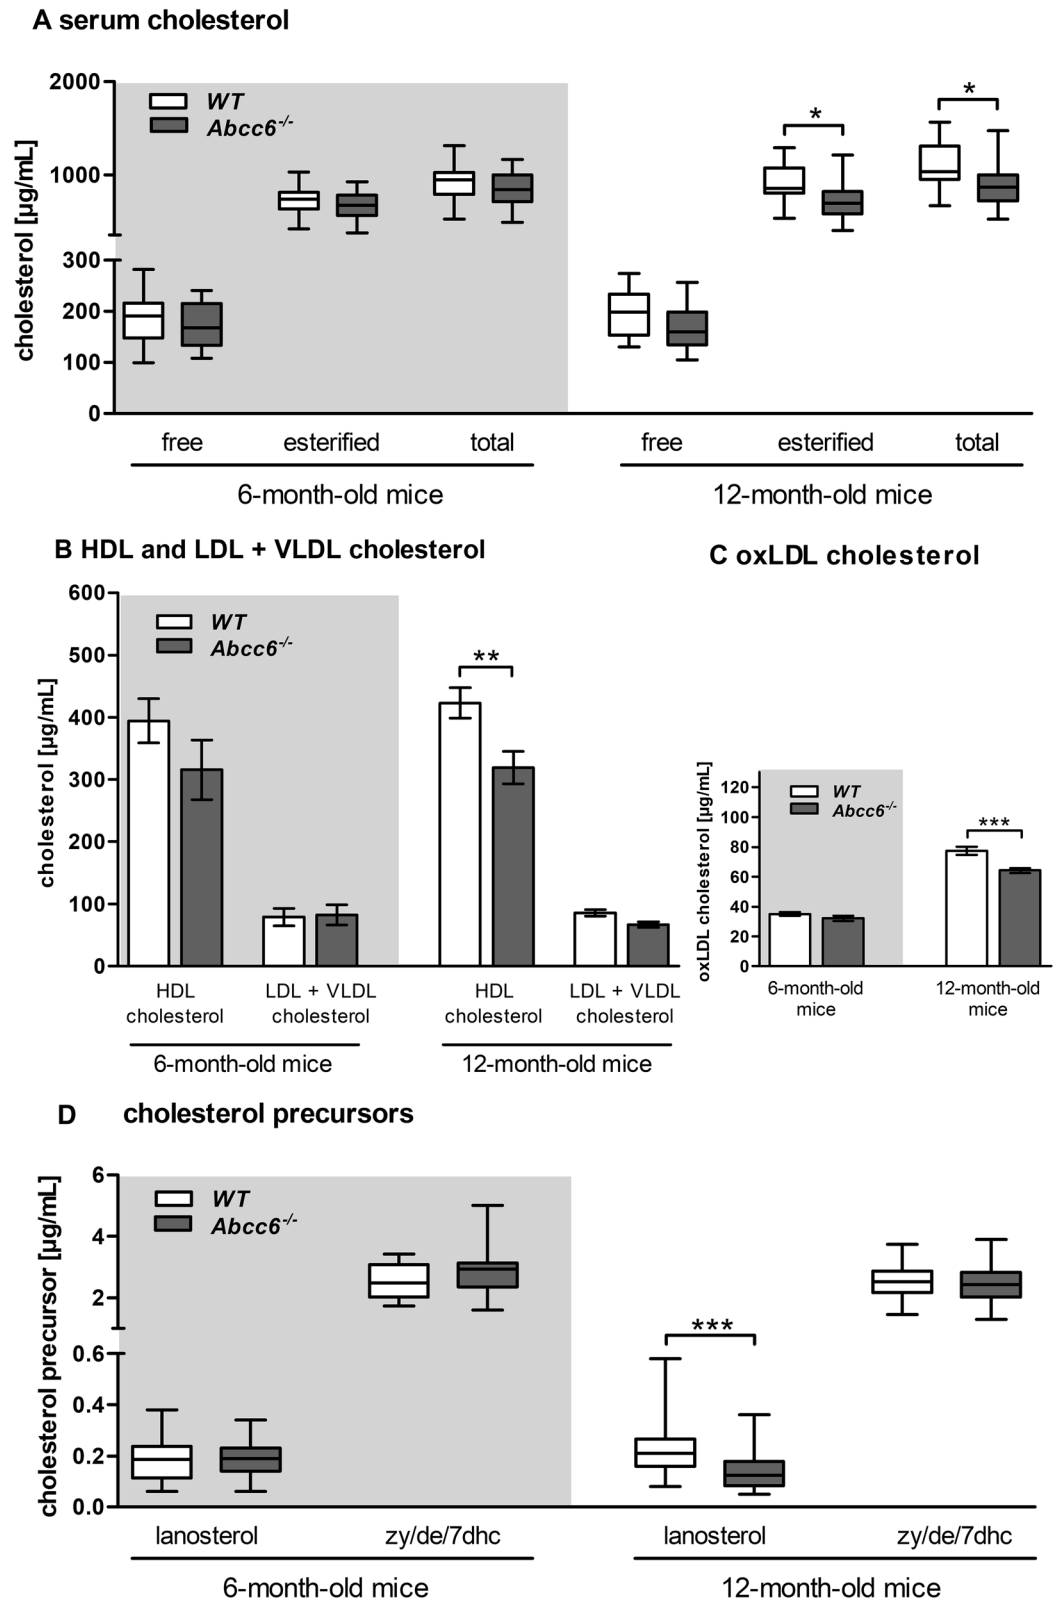 A serum cholesterol
cholesterol [µg/mL]
2000
1000
300
200
100
0
WT
Abcc6-/-
*
*
free esterified total free esterified total
6-month-old mice 12-month-old mice
B HDL and LDL + VLDL cholesterol
cholesterol [µg/mL]
600
500
400
300
200
100
0
WT
Abcc6-/-
**
HDL LDL + VLDL HDL LDL + VLDL
cholesterol cholesterol cholesterol cholesterol
6-month-old mice 12-month-old mice
C oxLDL cholesterol
oxLDL cholesterol [µg/mL]
120
100
80
60
40
20
0
WT
Abcc6-/-
***
6-month-old 12-month-old
mice mice
D cholesterol precursors
cholesterol precursor [µg/mL]
6
4
2
0.6
0.4
0.2
0.0
WT
Abcc6-/-
***
lanosterol zy/de/7dhc lanosterol zy/de/7dhc
6-month-old mice 12-month-old mice